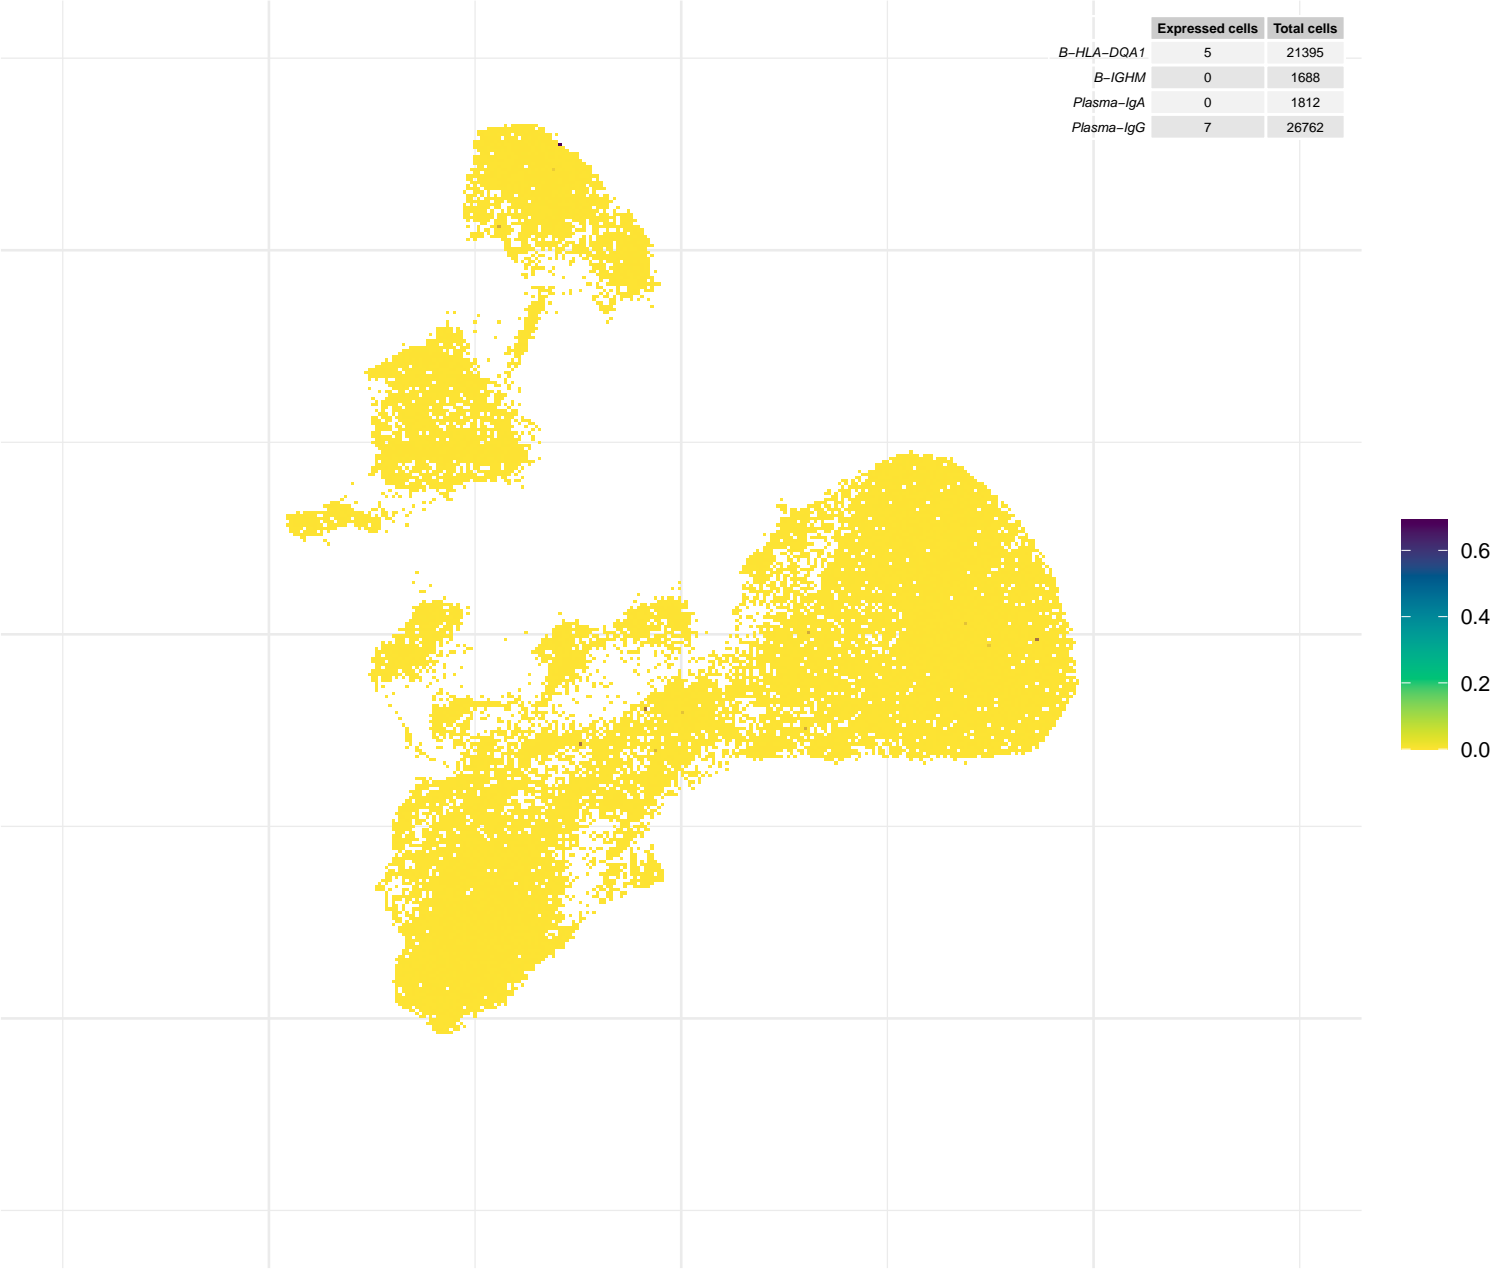 Expressed cells Total cells
B−HLA−DQA1 5 21395
B−IGHM 0 1688
Plasma−IgA 0 1812
Plasma−IgG 7 26762
0.6
0.4
0.2
0.0